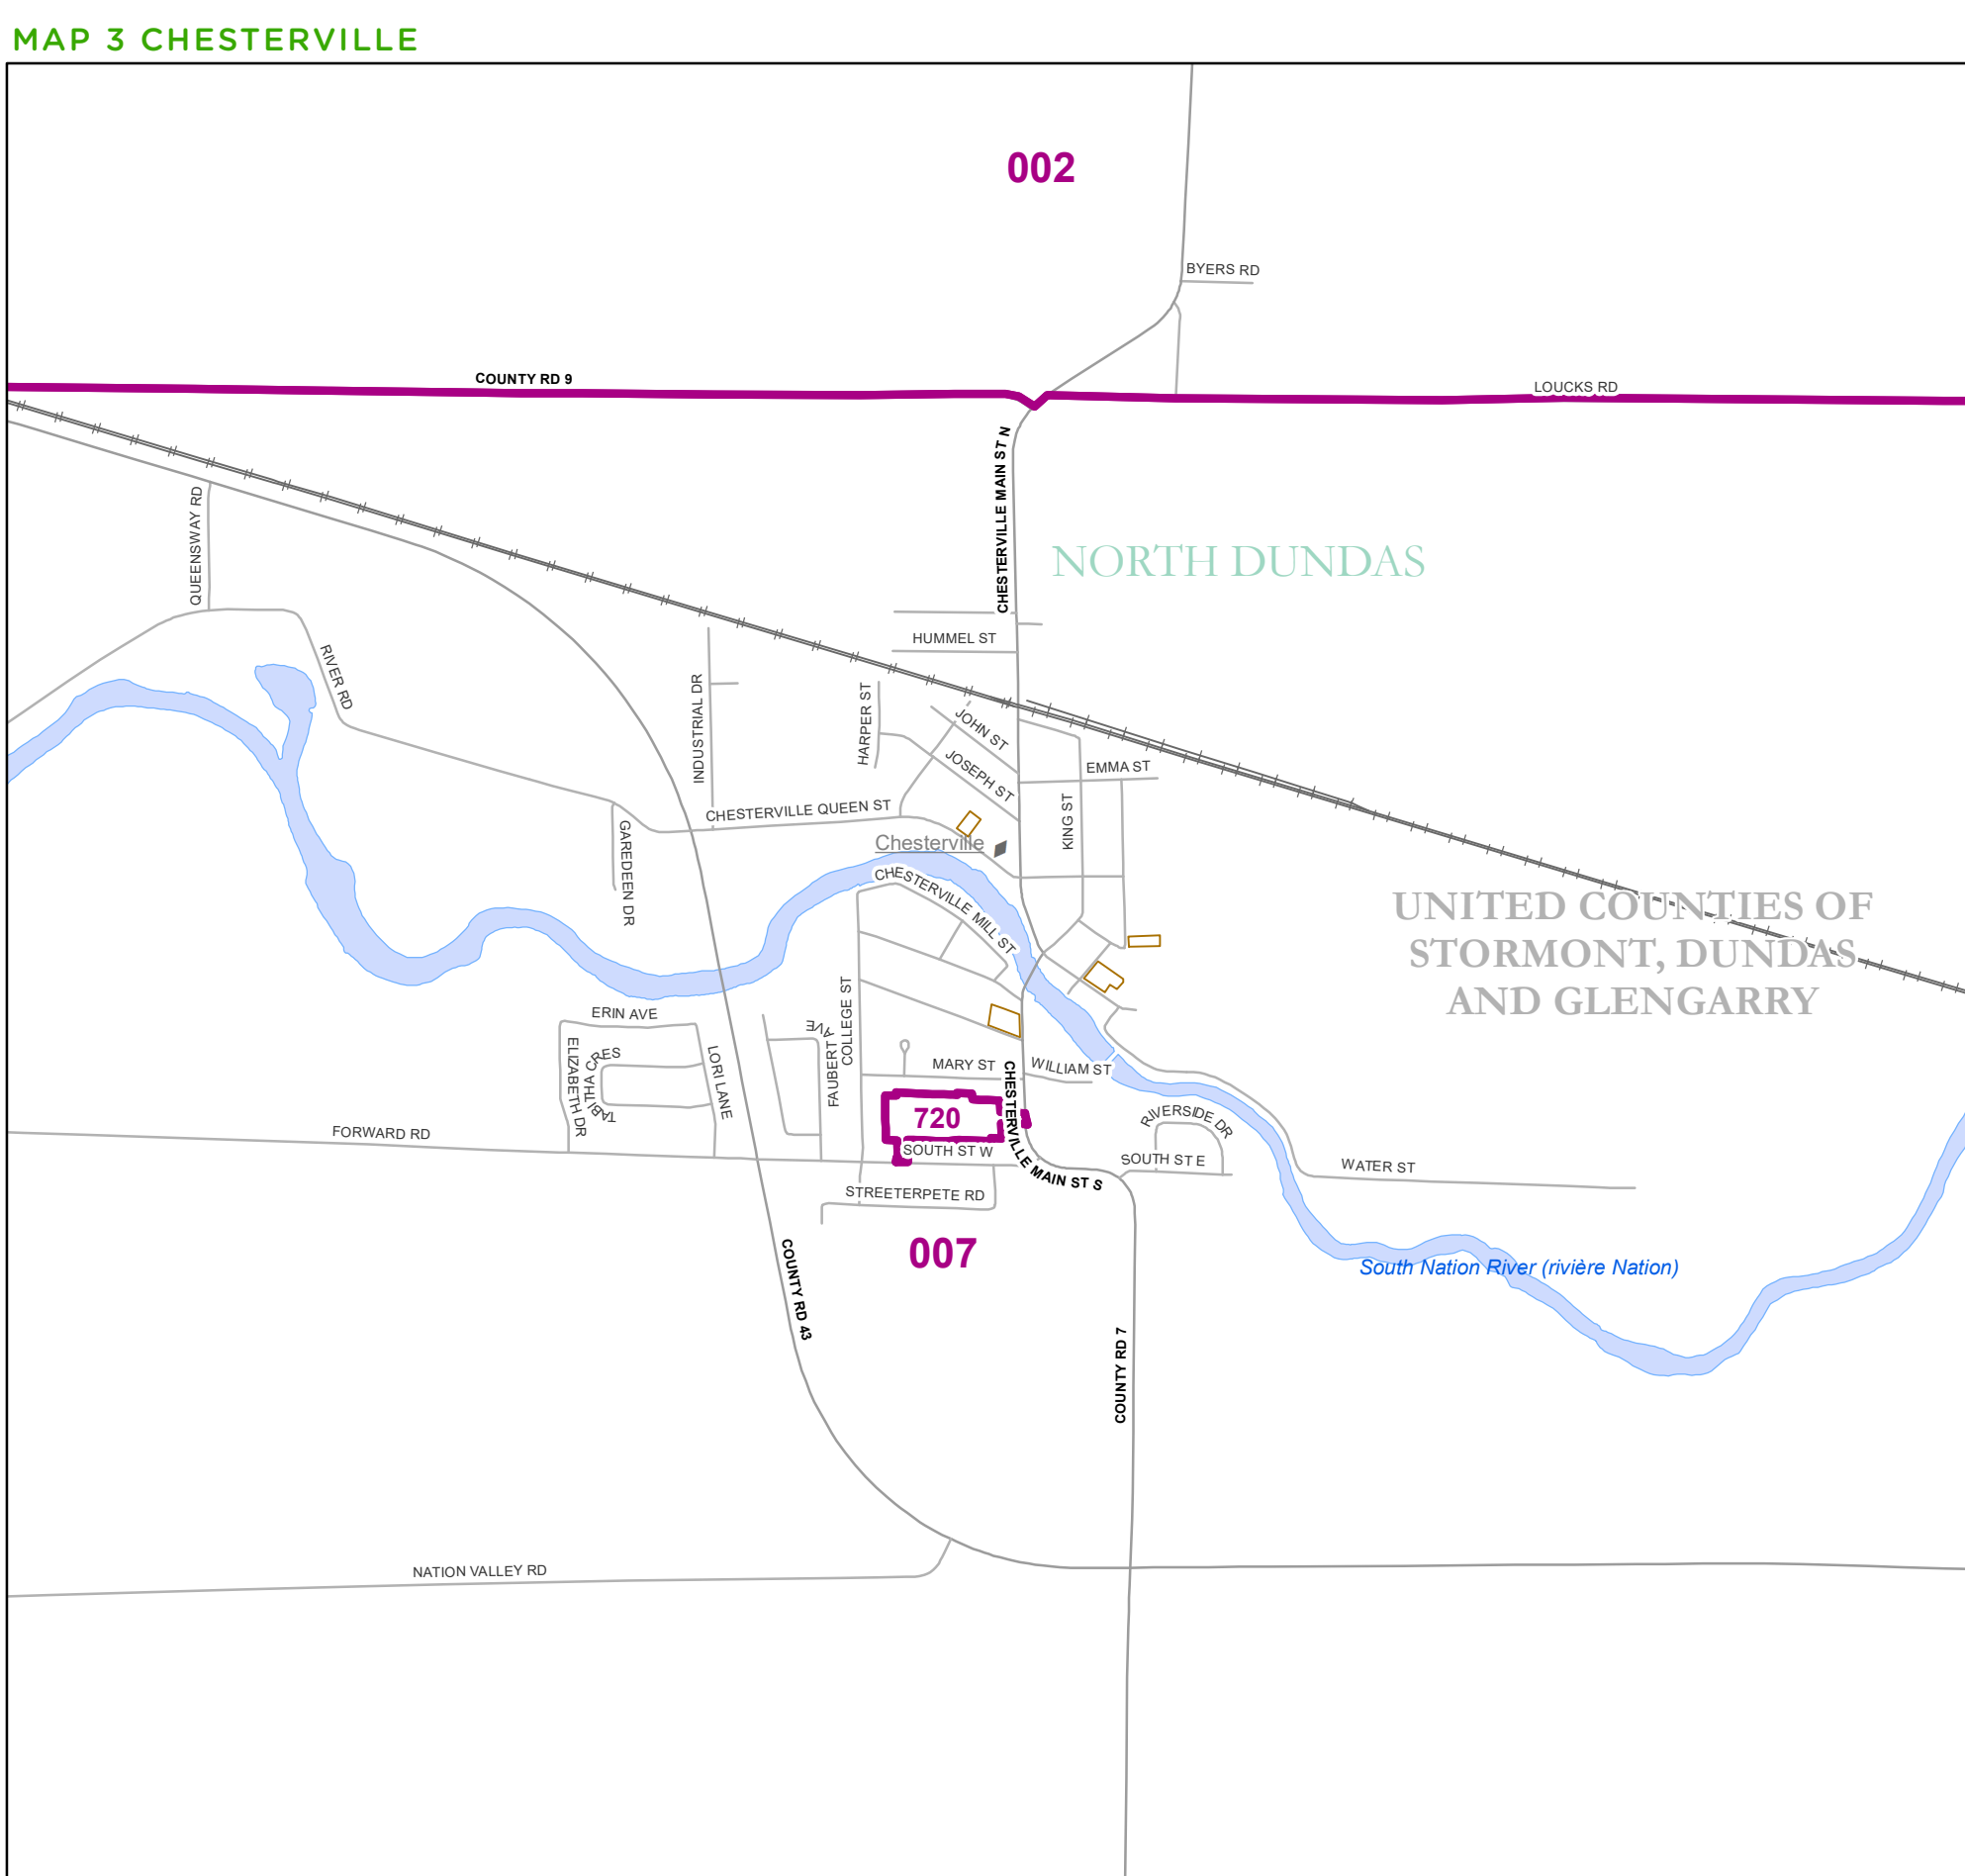 MAP 3 CHESTERVILLE
002
BYERS RD
COUNTY RD 9
LOUCKS RD
CHESTERVILLE MAIN ST N
QUEENSWAY RD
NORTH DUNDAS
HUMMEL ST
RIVER RD
INDUSTRIAL DR
HARPER ST
JOHN ST
JOSEPH ST
EMMA ST
KING ST
CHESTERVILLE QUEEN ST
GAREDEEN DR
Chesterville
CHESTERVILLE MILL ST
UNITED COUNTIES OF
STORMONT, DUNDAS
AND GLENGARRY
COLLEGE ST
ERIN AVE
ELIZABETH DR
TABITHA CRES
LORI LANE
FAUBERT AVE
MARY ST
WILLIAM ST
CHESTERVILLE MAIN ST S
720
RIVERSIDE DR
FORWARD RD
SOUTH ST W
SOUTH ST E
WATER ST
STREETERPETE RD
007
COUNTY RD 43
South Nation River (rivière Nation)
COUNTY RD 7
NATION VALLEY RD